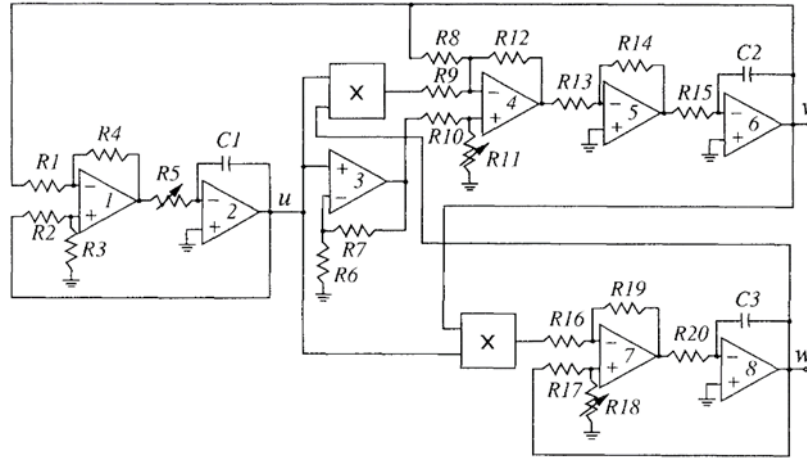 R8
R12
R9
R14
C2
X
−
+
4
R13
−
+
5
R15
−
+
6
v
R10
R11
R4
R1
−
+
1
R5
C1
−
+
2
R2
R3
u
+
−
3
R7
R6
R19
C3
R16
X
−
+
7
R20
−
+
8
w
R17
R18